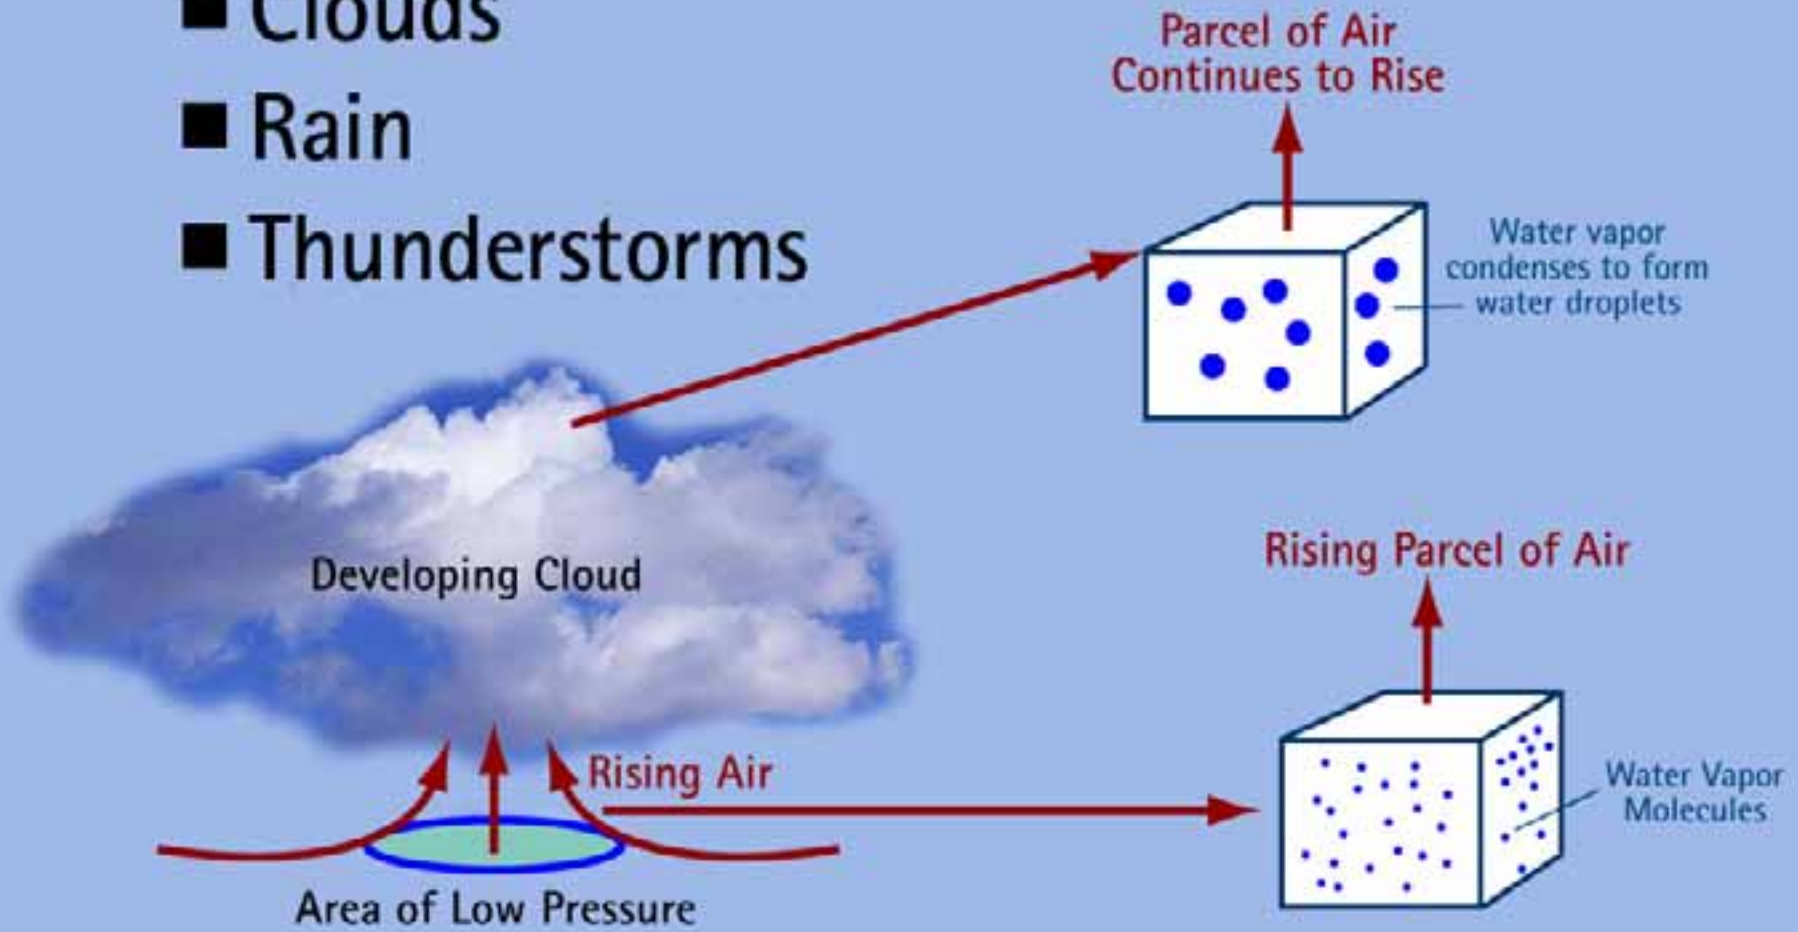 ■ Clouds
■ Rain
■ Thunderstorms
Parcel of Air
Continues to Rise
Water vapor
condenses to form
water droplets
Developing Cloud
Rising Parcel of Air
Rising Air
Water Vapor
Molecules
Area of Low Pressure